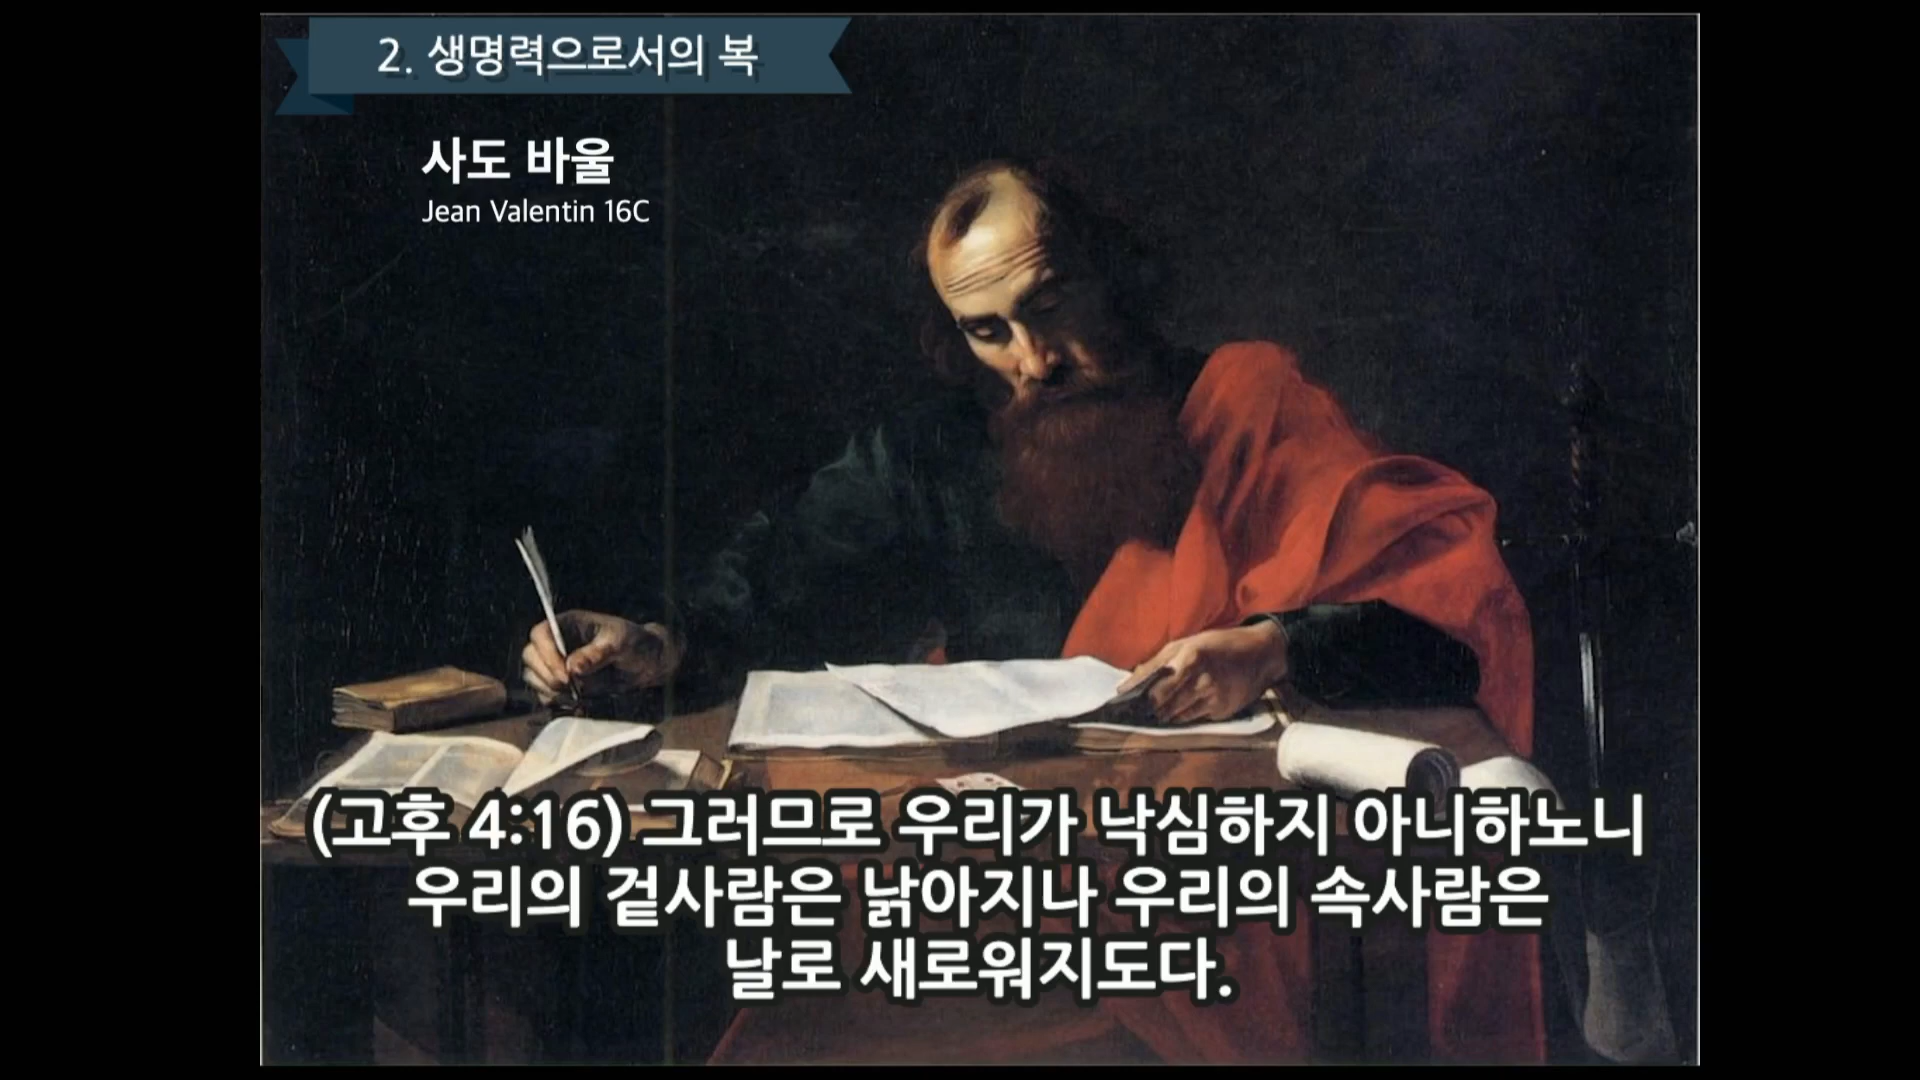 2. 생명력으로서의 복
사도 바울
Jean Valentin 16C
(고후 4:16) 그러므로 우리가 낙심하지 아니하노니
우리의 겉사람은 낡아지나 우리의 속사람은
날로 새로워지도다.